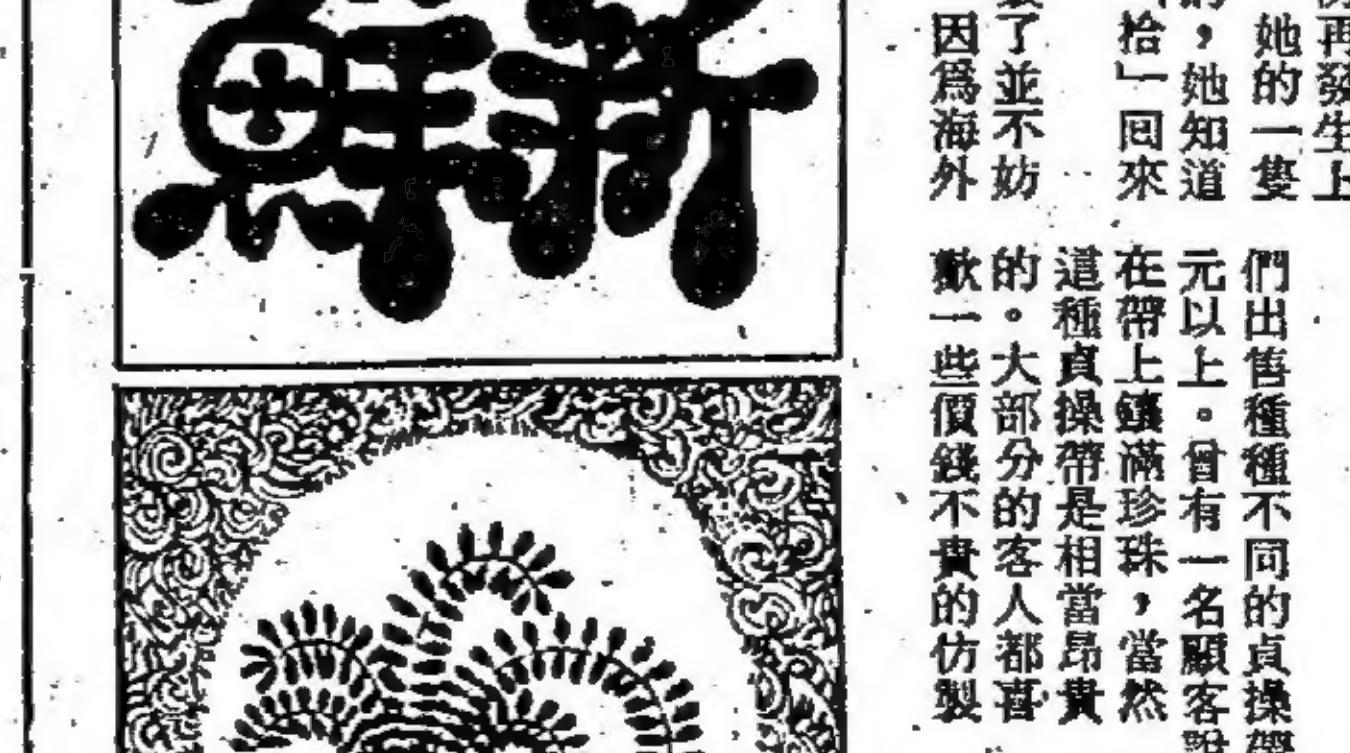 再發生上
她的一隻
，她知道
拾」囘來
了並不妨
因爲海外
們出售種種不同的貞操
元以上。曾有一名顧客
在帶上鑲滿珍珠，當然
這種貞操帶是相當昂貴
的。大部分的客人都喜
歡一些價錢不貴的仿製
新鮮